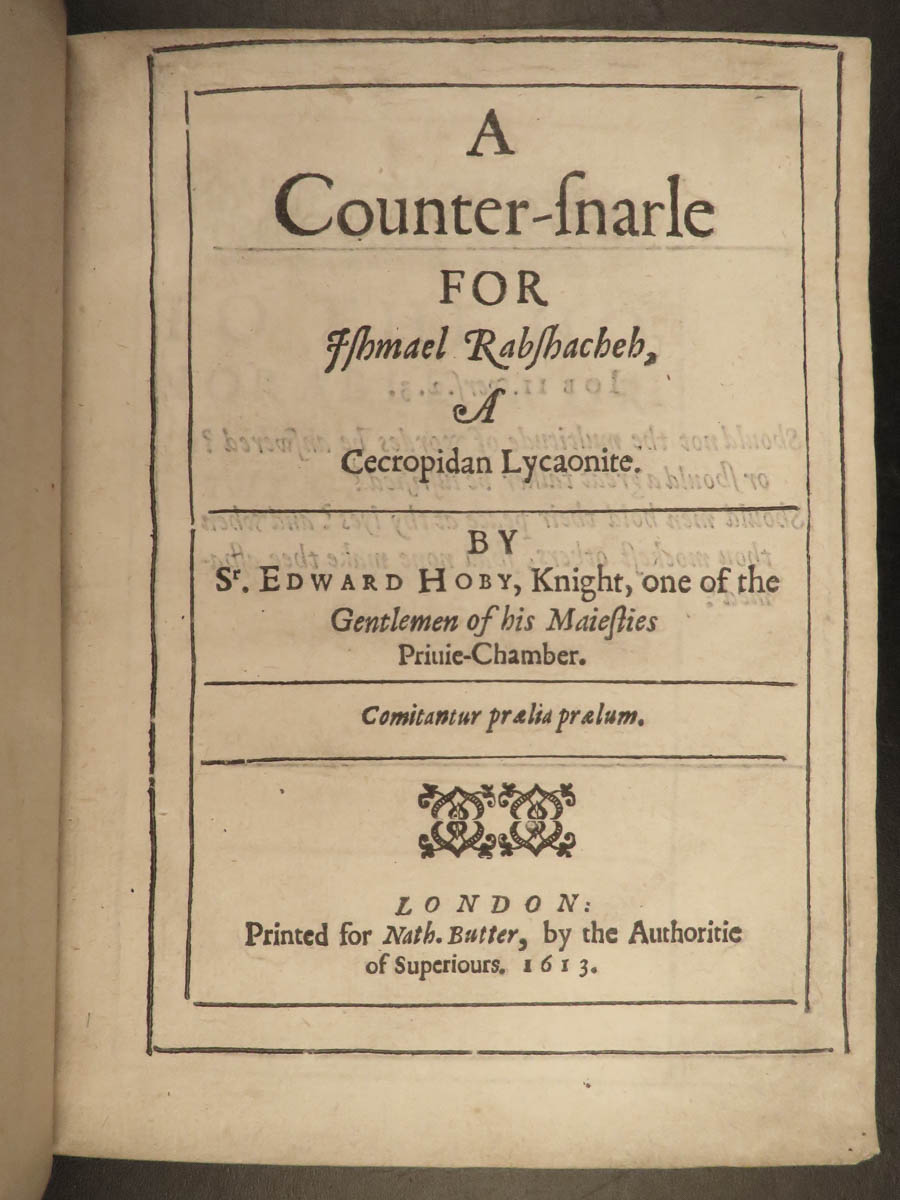 A
Counter-ſnarle
FOR
Iſhmael Rabſhacheh,
A
Cecropidan Lycaonite.
BY
Sr. EDWARD HOBY, Knight, one of the
Gentlemen of his Maieſties
Priuie-Chamber.
Comitantur prælia prælum.
LONDON:
Printed for Nath. Butter, by the Authoritie
of Superiours. 1613.